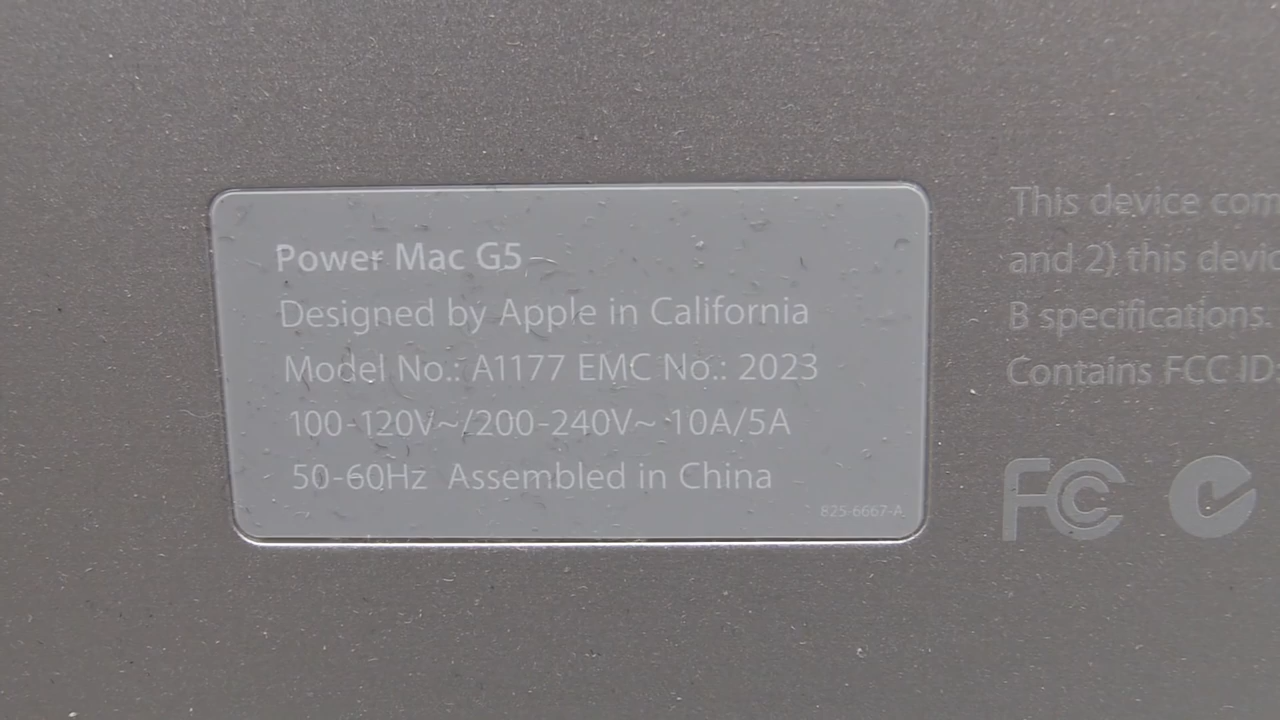 Power Mac G5
Designed by Apple in California
Model No.: A1177 EMC No.: 2023
100-120V~/200-240V~ 10A/5A
50-60Hz Assembled in China
825-6667-A
This device com
and 2) this devic
B specifications.
Contains FCC ID:
FC